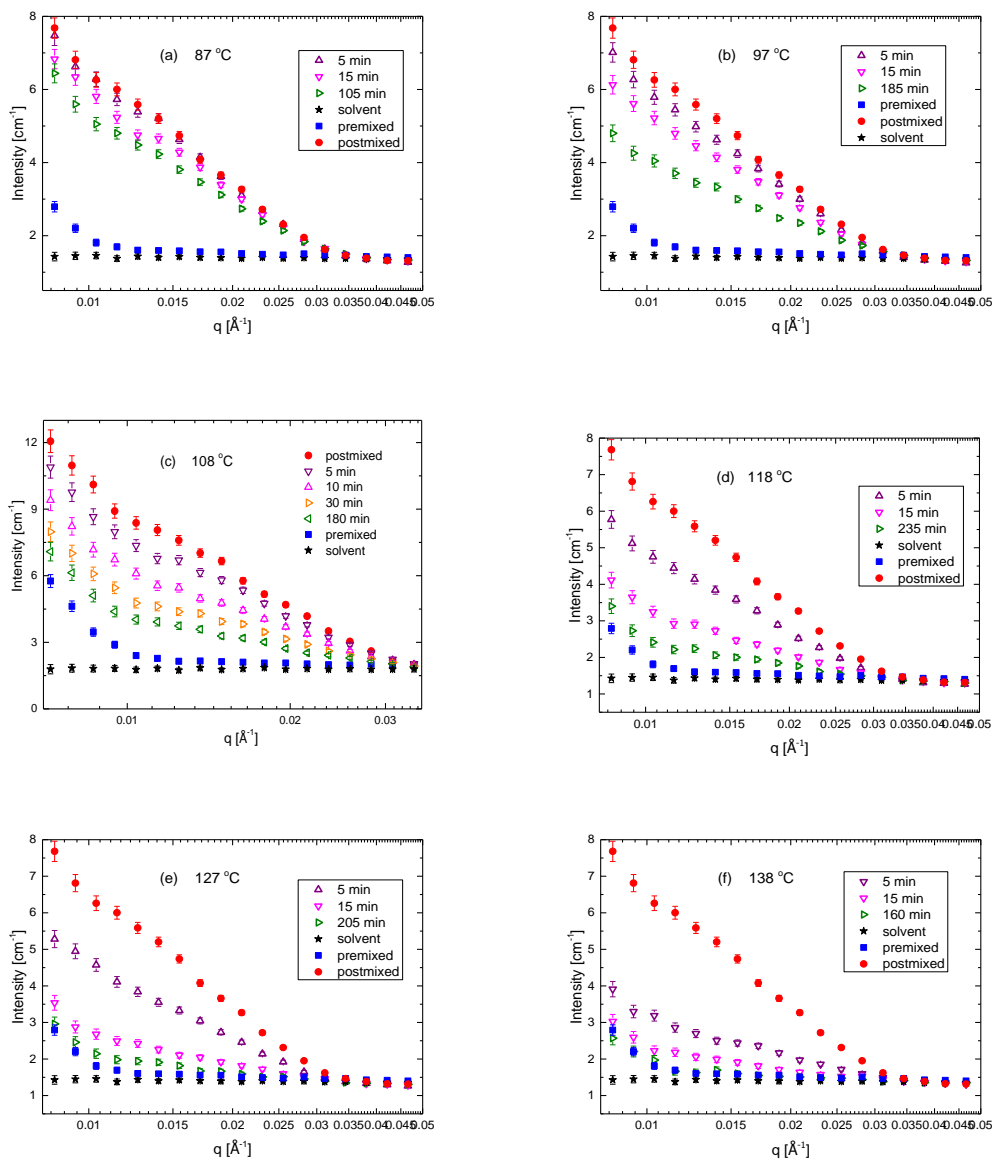 (a) 87 °C
5 min
15 min
105 min
solvent
premixed
postmixed
Intensity [cm⁻¹]
8
6
4
2
0.01 0.015 0.02 0.025 0.03 0.035 0.04 0.045 0.05
q [Å⁻¹]
(b) 97 °C
5 min
15 min
185 min
solvent
premixed
postmixed
Intensity [cm⁻¹]
8
6
4
2
0.01 0.015 0.02 0.025 0.03 0.035 0.04 0.045 0.05
q [Å⁻¹]
(c) 108 °C
postmixed
5 min
10 min
30 min
180 min
premixed
solvent
Intensity [cm⁻¹]
12
9
6
3
0
0.01 0.02 0.03
q [Å⁻¹]
(d) 118 °C
5 min
15 min
235 min
solvent
premixed
postmixed
Intensity [cm⁻¹]
8
7
6
5
4
3
2
1
0.01 0.015 0.02 0.025 0.03 0.035 0.04 0.045 0.05
q [Å⁻¹]
(e) 127 °C
5 min
15 min
205 min
solvent
premixed
postmixed
Intensity [cm⁻¹]
8
7
6
5
4
3
2
1
0.01 0.015 0.02 0.025 0.03 0.035 0.04 0.045 0.05
q [Å⁻¹]
(f) 138 °C
5 min
15 min
160 min
solvent
premixed
postmixed
Intensity [cm⁻¹]
8
7
6
5
4
3
2
1
0.01 0.015 0.02 0.025 0.03 0.035 0.04 0.045 0.05
q [Å⁻¹]